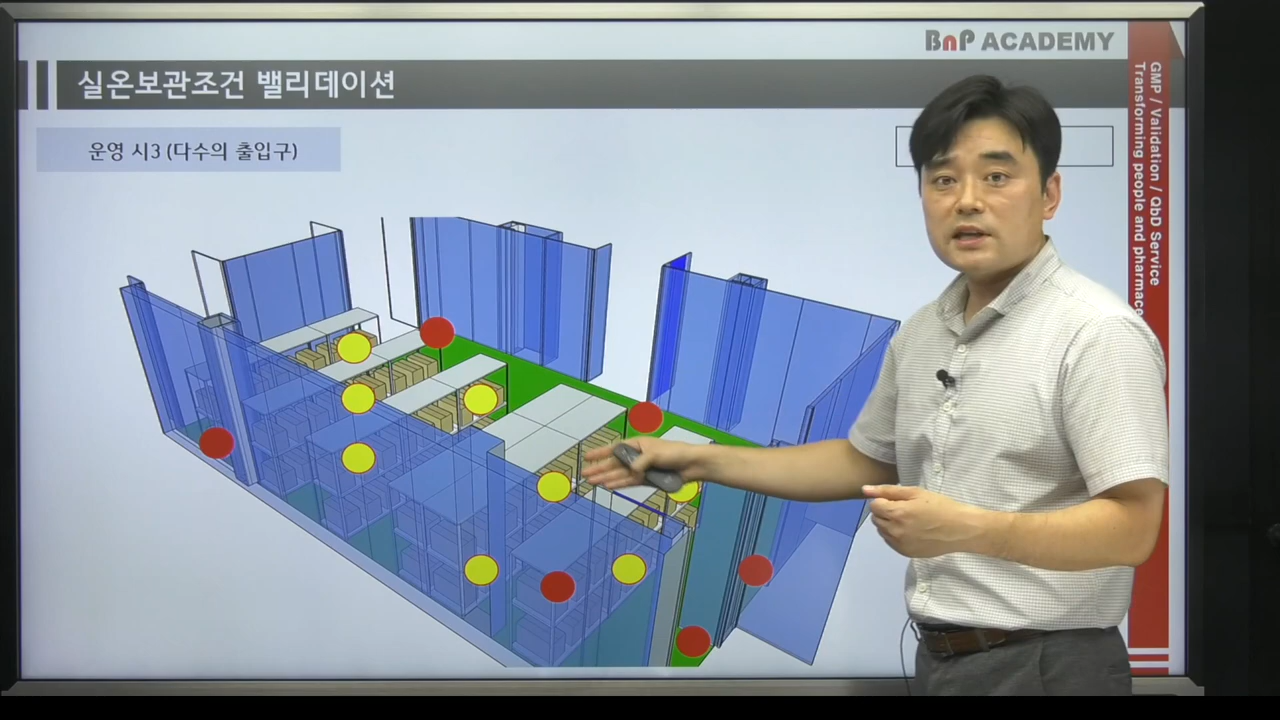 BnP ACADEMY
실온보관조건 밸리데이션
운영 시3 (다수의 출입구)
GMP / Validation / QbD Service
Transforming people and pharmace